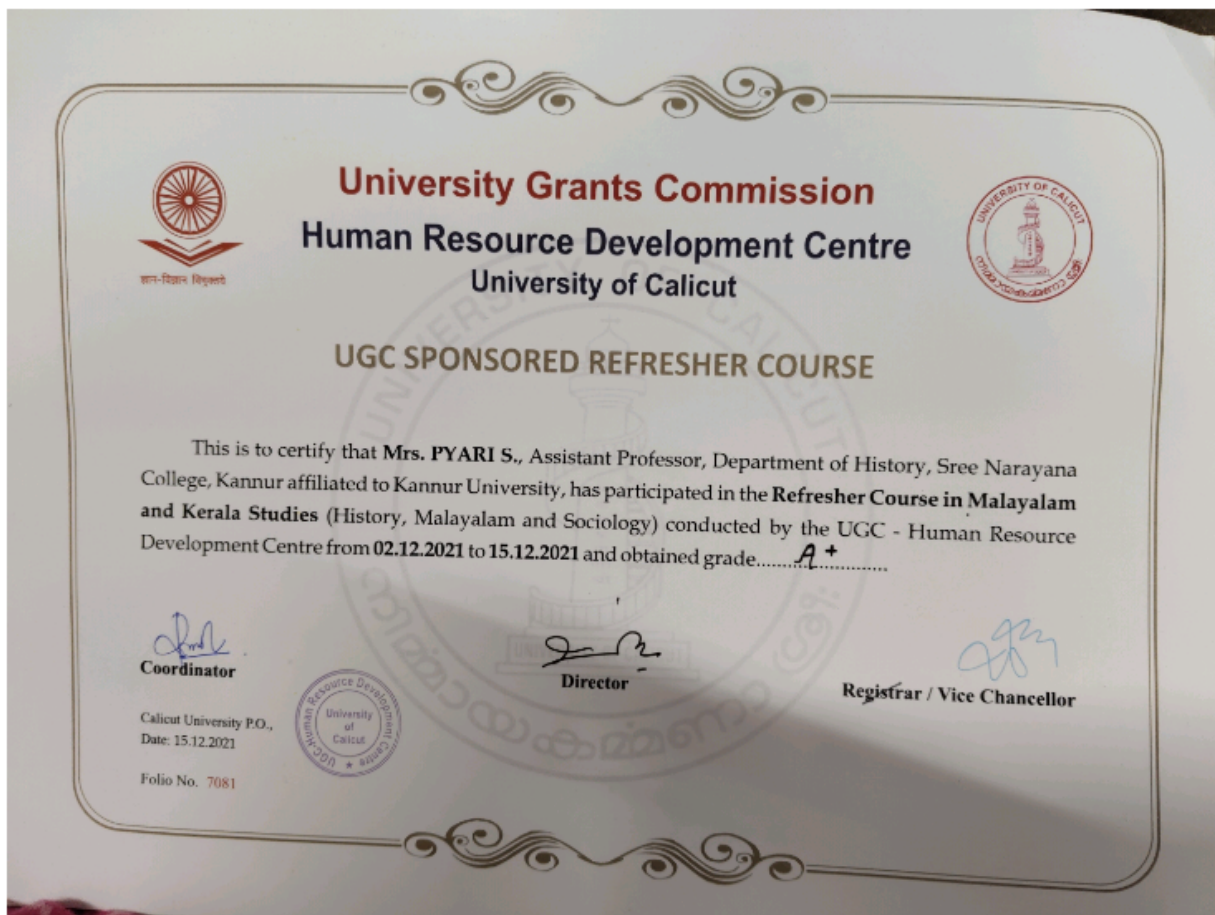 University Grants Commission
Human Resource Development Centre
University of Calicut
ज्ञान-विज्ञान विमुक्तये
UNIVERSITY OF CALICUT
നിർമ്മായകർമ്മണാ ശ്രീഃ
UGC SPONSORED REFRESHER COURSE
This is to certify that Mrs. PYARI S., Assistant Professor, Department of History, Sree Narayana
College, Kannur affiliated to Kannur University, has participated in the Refresher Course in Malayalam
and Kerala Studies (History, Malayalam and Sociology) conducted by the UGC - Human Resource
Development Centre from 02.12.2021 to 15.12.2021 and obtained grade......A+............
Coordinator
Director
Registrar / Vice Chancellor
Calicut University P.O.,
Date: 15.12.2021
Folio No. 7081
UGC-Human Resource Development Centre
University
of
Calicut